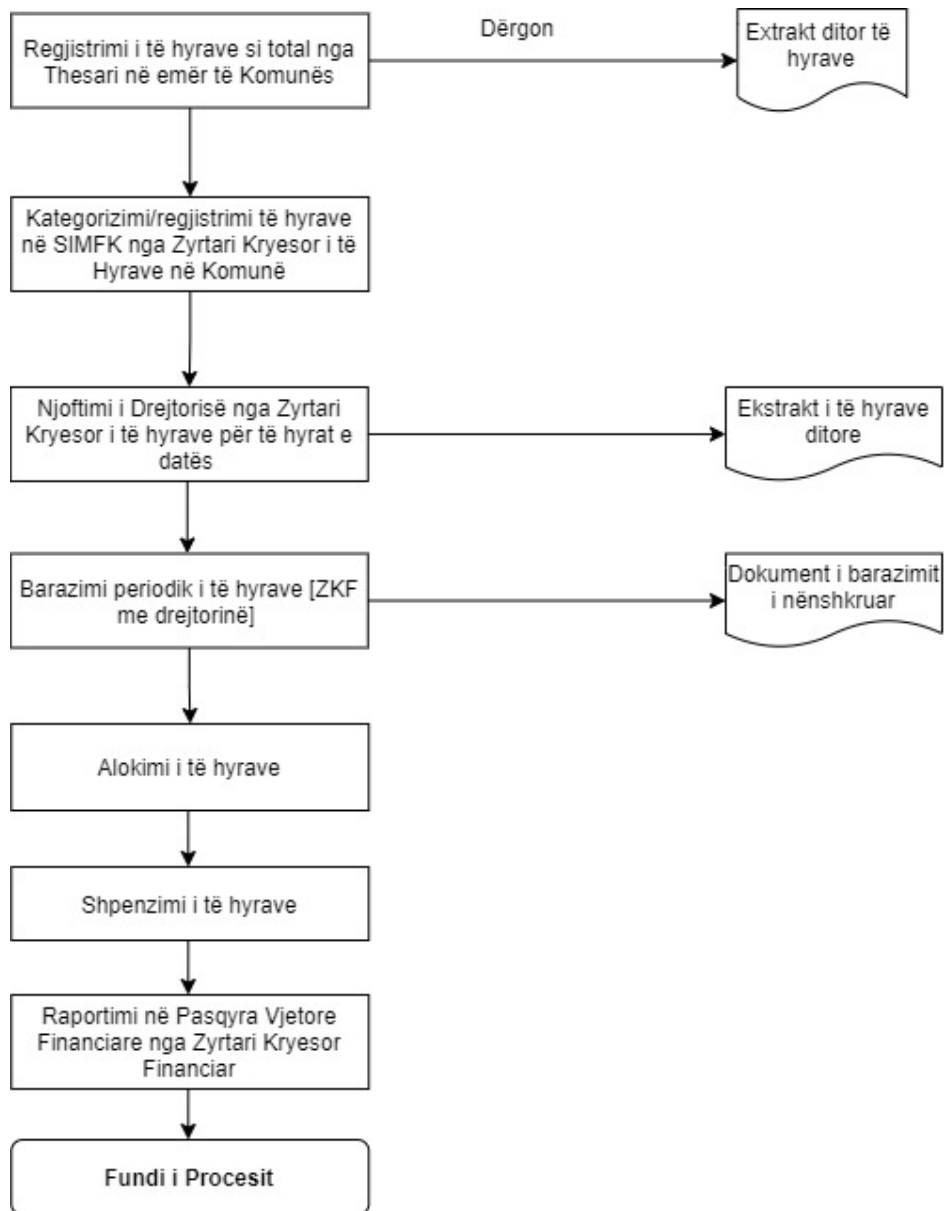 Regjistrimi i të hyrave si total nga
Thesari në emër të Komunës
Dërgon
Extrakt ditor të
hyrave
Kategorizimi/regjistrimi të hyrave
në SIMFK nga Zyrtari Kryesor i të
Hyrave në Komunë
Njoftimi i Drejtorisë nga Zyrtari
Kryesor i të hyrave për të hyrat e
datës
Ekstrakt i të hyrave
ditore
Barazimi periodik i të hyrave [ZKF
me drejtorinë]
Dokument i barazimit
i nënshkruar
Alokimi i të hyrave
Shpenzimi i të hyrave
Raportimi në Pasqyra Vjetore
Financiare nga Zyrtari Kryesor
Financiar
Fundi i Procesit